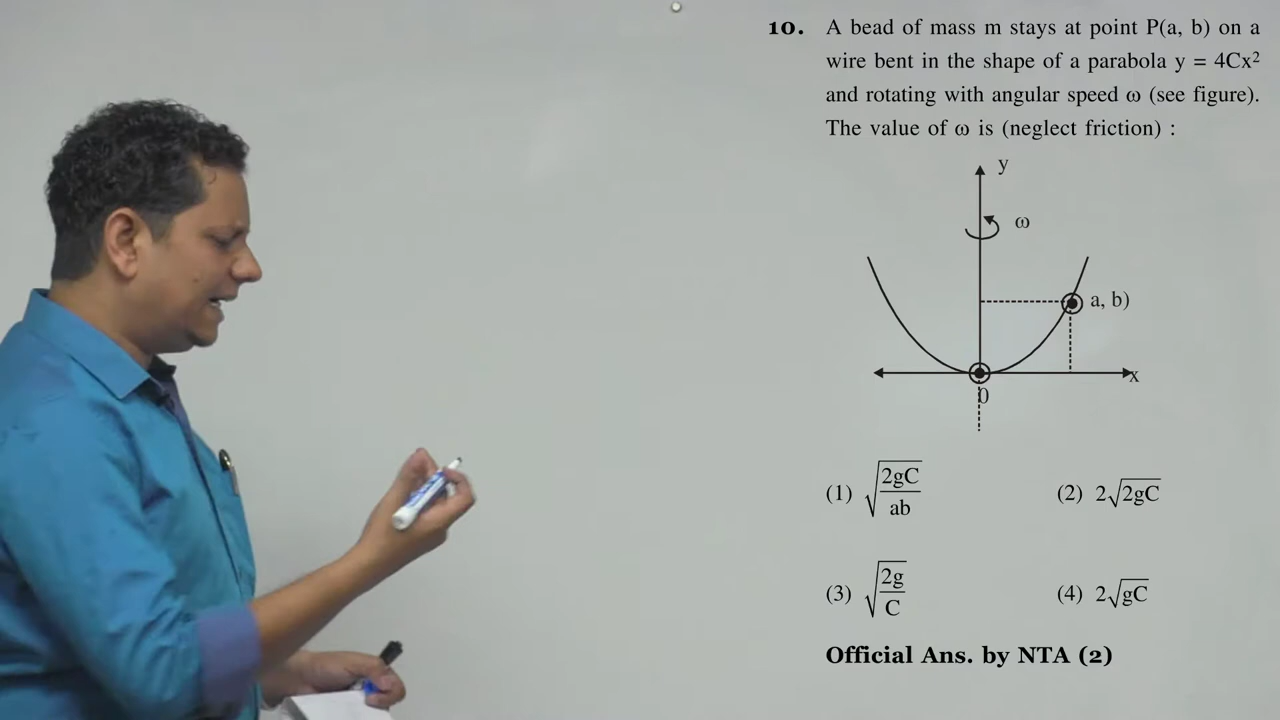 10. A bead of mass m stays at point P(a, b) on a
wire bent in the shape of a parabola y = 4Cx²
and rotating with angular speed ω (see figure).
The value of ω is (neglect friction) :
y
ω
a, b)
x
0
(1) √(2gC/ab) (2) 2√(2gC)
(3) √(2g/C) (4) 2√(gC)
Official Ans. by NTA (2)